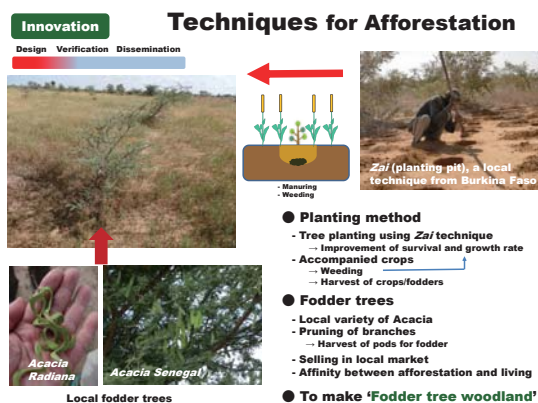 Innovation
Techniques for Afforestation
Design Verification Dissemination
- Manuring
- Weeding
Zai (planting pit), a local
technique from Burkina Faso
● Planting method
- Tree planting using Zai technique
→ Improvement of survival and growth rate
- Accompanied crops
→ Weeding
→ Harvest of crops/fodders
● Fodder trees
- Local variety of Acacia
- Pruning of branches
→ Harvest of pods for fodder
- Selling in local market
- Affinity between afforestation and living
● To make ‘Fodder tree woodland’
Acacia
Radiana
Acacia Senegal
Local fodder trees